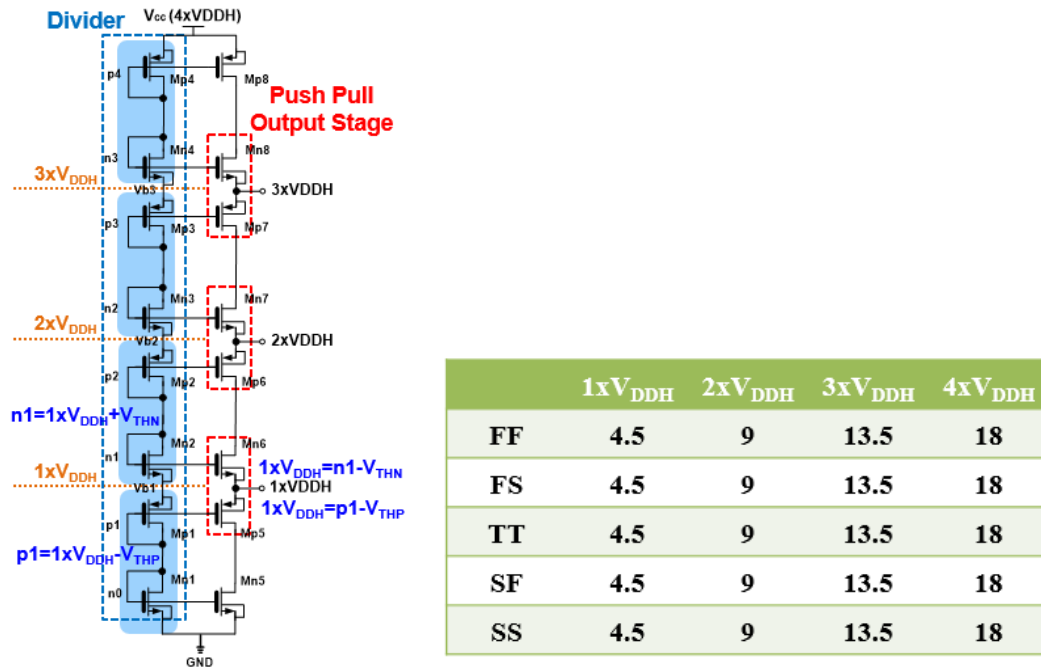 Divider
Vcc (4xVDDH)
p4
Mp4
Mp8
Push Pull
Output Stage
Mn4
Mn8
n3
3xVDDH
Vb3
3xVDDH
p3
Mp3
Mp7
Mn3
Mn7
n2
2xVDDH
Vb2
2xVDDH
p2
Mp2
Mp6
n1=1xVDDH+VTHN
Mn2
Mn6
n1
1xVDDH=n1-VTHN
1xVDDH
Vb1
1xVDDH
p1
1xVDDH=p1-VTHP
Mp1
Mp5
p1=1xVDDH-VTHP
Mn1
Mn5
n0
GND
1xVDDH 2xVDDH 3xVDDH 4xVDDH
FF 4.5 9 13.5 18
FS 4.5 9 13.5 18
TT 4.5 9 13.5 18
SF 4.5 9 13.5 18
SS 4.5 9 13.5 18